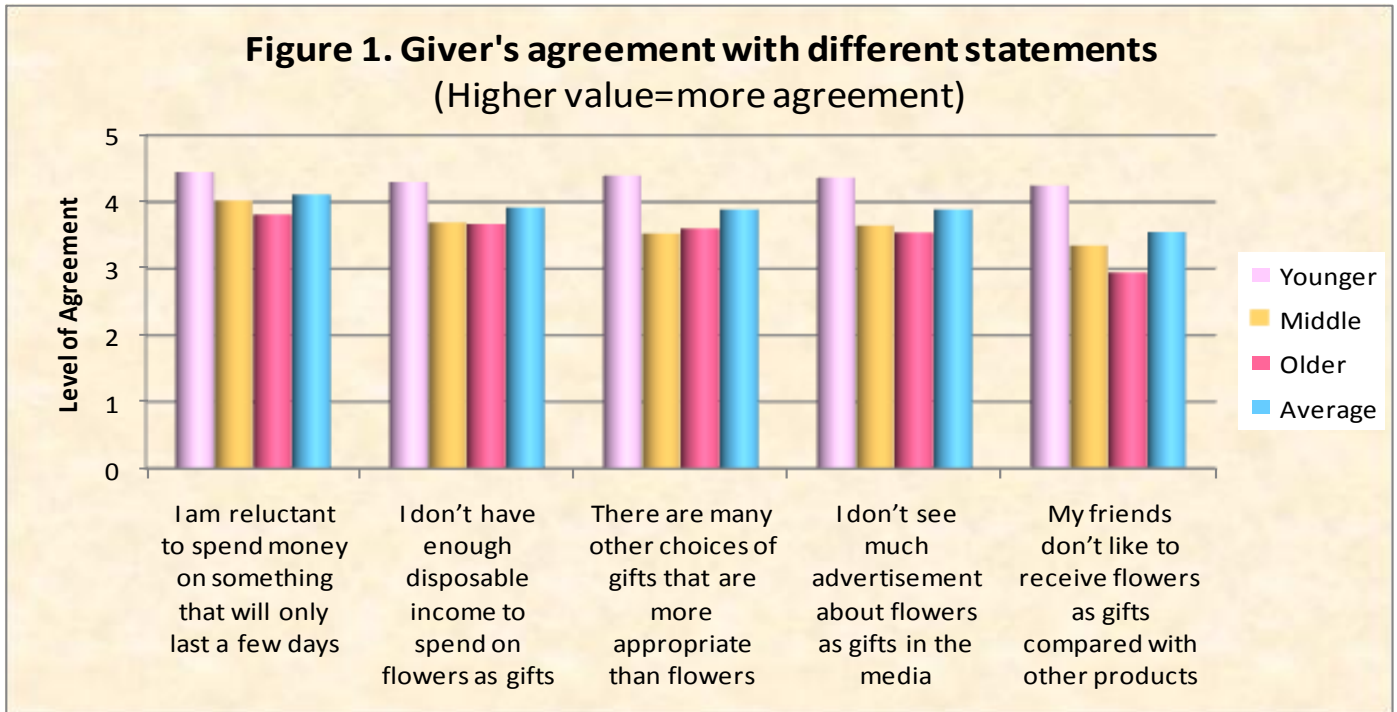 Figure 1. Giver's agreement with different statements
(Higher value=more agreement)
Level of Agreement
5
4
3
2
1
0
I am reluctant
to spend money
on something
that will only
last a few days
I don’t have
enough
disposable
income to
spend on
flowers as gifts
There are many
other choices of
gifts that are
more
appropriate
than flowers
I don’t see
much
advertisement
about flowers
as gifts in the
media
My friends
don’t like to
receive flowers
as gifts
compared with
other products
Younger
Middle
Older
Average